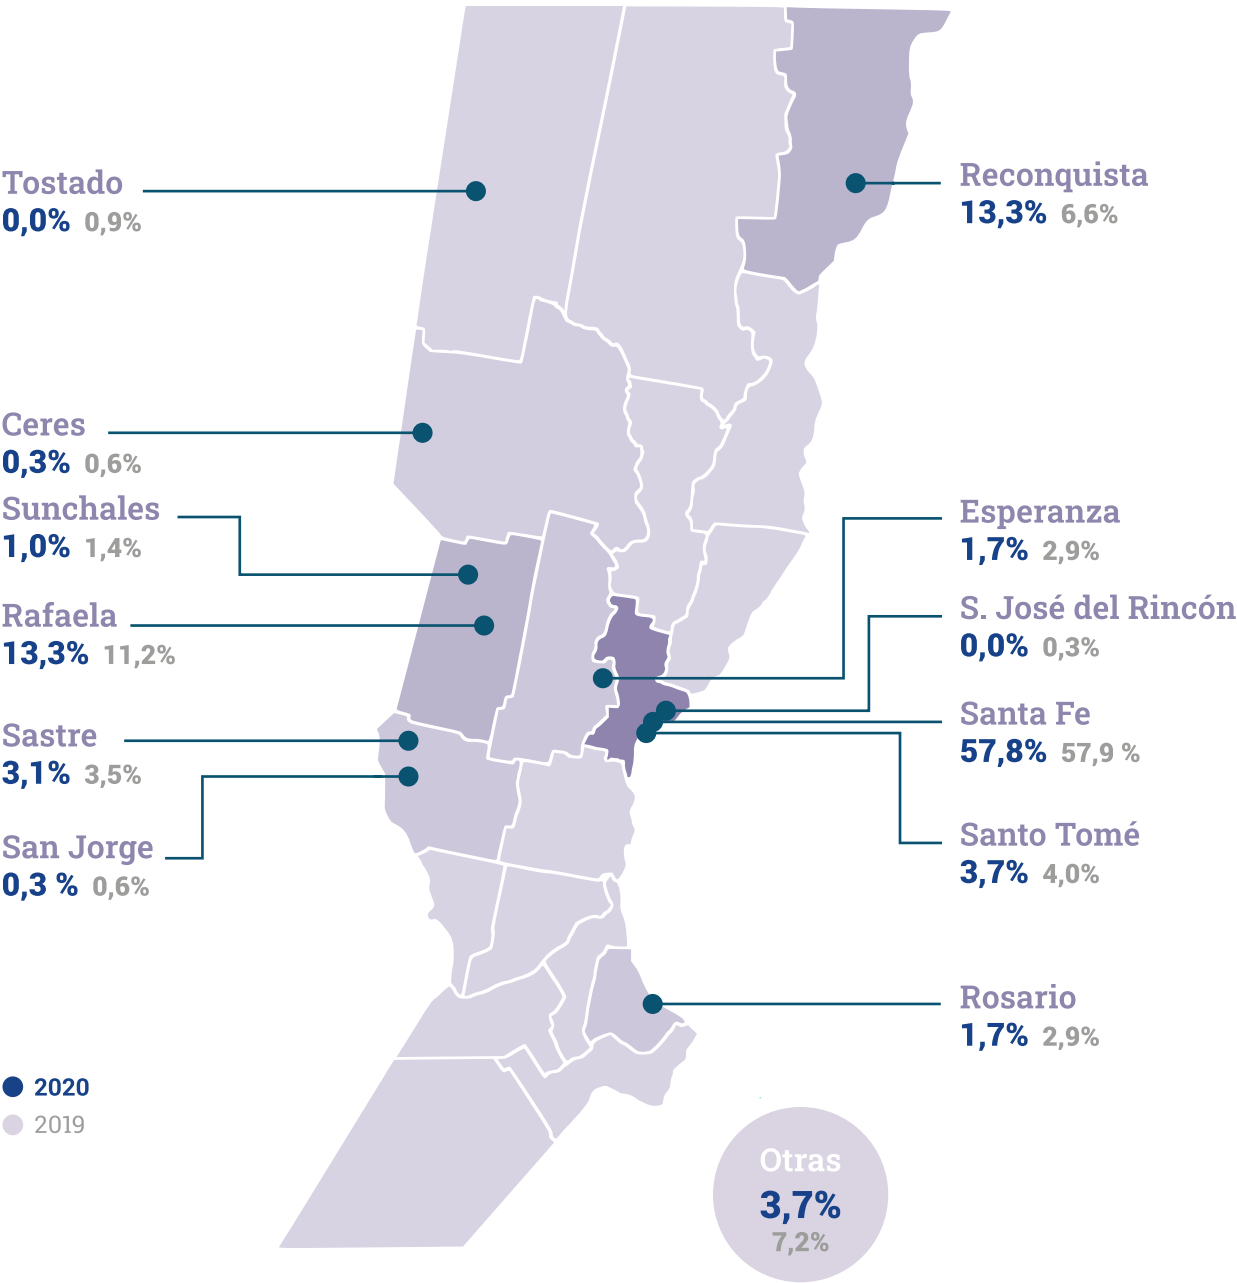 Tostado
0,0% 0,9%
Ceres
0,3% 0,6%
Sunchales
1,0% 1,4%
Rafaela
13,3% 11,2%
Sastre
3,1% 3,5%
San Jorge
0,3 % 0,6%
Reconquista
13,3% 6,6%
Esperanza
1,7% 2,9%
S. José del Rincón
0,0% 0,3%
Santa Fe
57,8% 57,9 %
Santo Tomé
3,7% 4,0%
Rosario
1,7% 2,9%
2020
2019
Otras
3,7%
7,2%